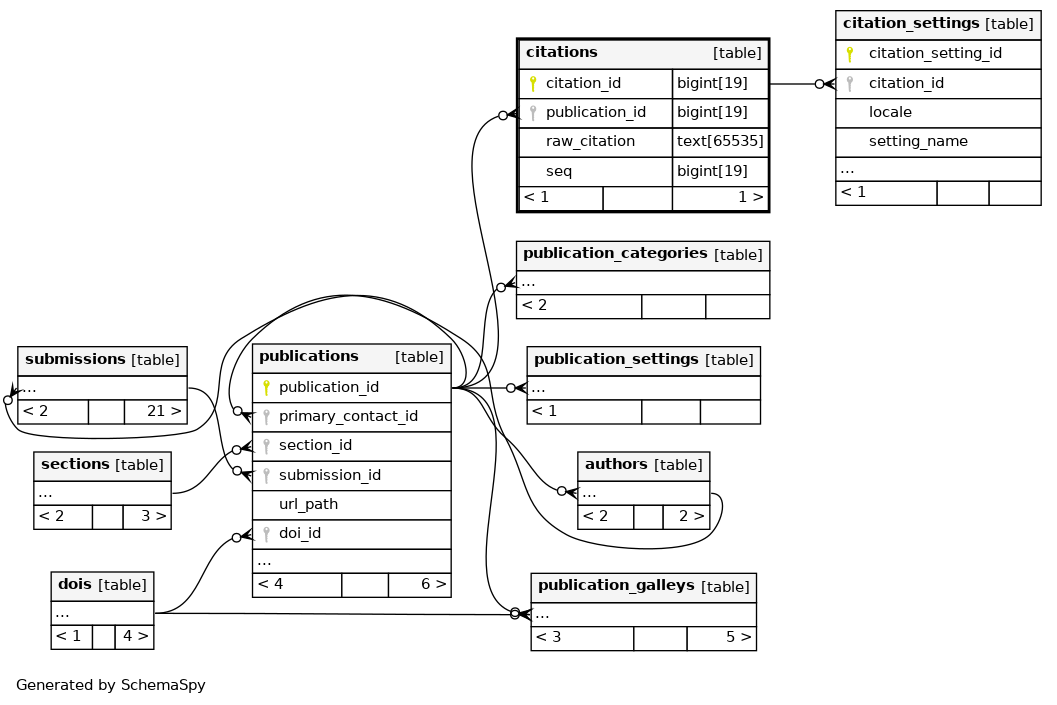 citations [table]
citation_id bigint[19]
publication_id bigint[19]
raw_citation text[65535]
seq bigint[19]
< 1 1 >
citation_settings [table]
citation_setting_id
citation_id
locale
setting_name
...
< 1
publication_categories [table]
...
< 2
submissions [table]
...
< 2 21 >
publications [table]
publication_id
primary_contact_id
section_id
submission_id
url_path
doi_id
...
< 4 6 >
publication_settings [table]
...
< 1
sections [table]
...
< 2 3 >
authors [table]
...
< 2 2 >
dois [table]
...
< 1 4 >
publication_galleys [table]
...
< 3 5 >
Generated by SchemaSpy